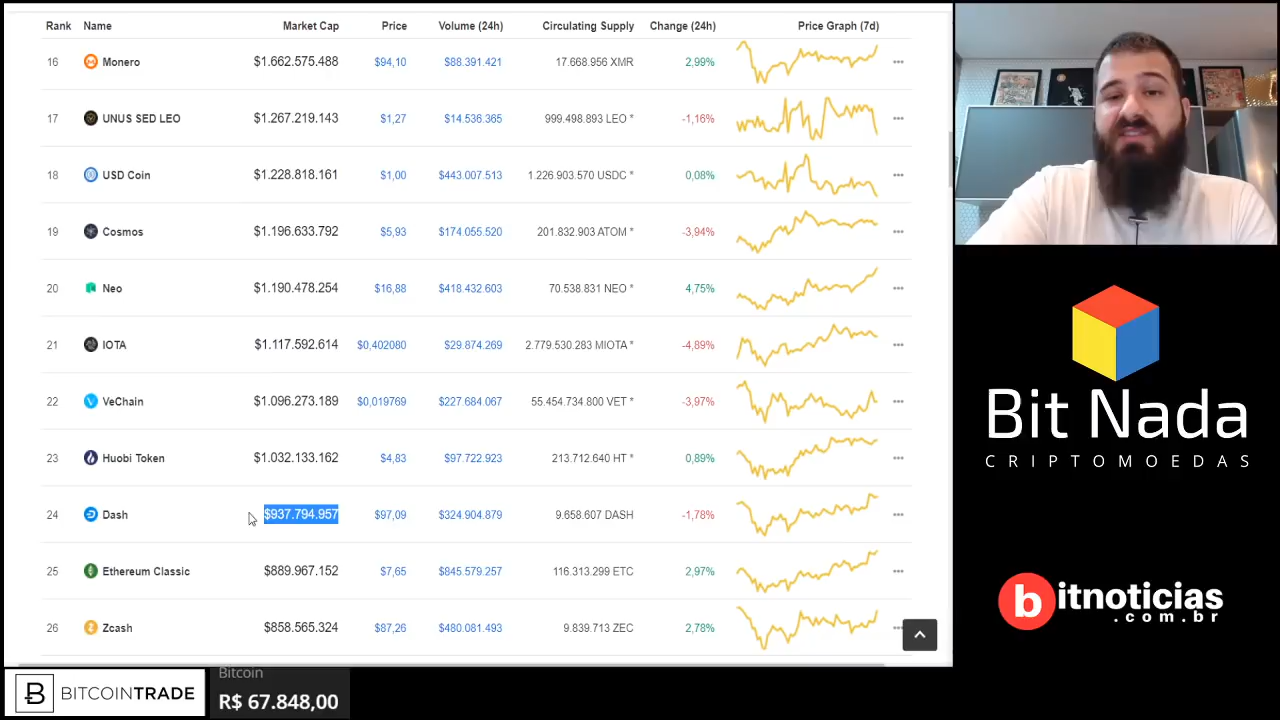 Rank Name Market Cap Price Volume (24h) Circulating Supply Change (24h) Price Graph (7d)
16 Monero $1.662.575.488 $94,10 $88.391.421 17.668.956 XMR 2,99%
17 UNUS SED LEO $1.267.219.143 $1,27 $14.536.365 999.498.893 LEO * -1,16%
18 USD Coin $1.228.818.161 $1,00 $443.007.513 1.226.903.570 USDC * 0,08%
19 Cosmos $1.196.633.792 $5,93 $174.055.520 201.832.903 ATOM * -3,94%
20 Neo $1.190.478.254 $16,88 $418.432.603 70.538.831 NEO * 4,75%
21 IOTA $1.117.592.614 $0,402080 $29.874.269 2.779.530.283 MIOTA * -4,89%
22 VeChain $1.096.273.189 $0,019769 $227.684.067 55.454.734.800 VET * -3,97%
23 Huobi Token $1.032.133.162 $4,83 $97.722.923 213.712.640 HT * 0,89%
24 Dash $937.794.957 $97,09 $324.904.879 9.658.607 DASH -1,78%
25 Ethereum Classic $889.967.152 $7,65 $845.579.257 116.313.299 ETC 2,97%
26 Zcash $858.565.324 $87,26 $480.081.493 9.839.713 ZEC 2,78%
Bit Nada
CRIPTOMOEDAS
bitnoticias
.com.br
BITCOINTRADE
Bitcoin
R$ 67.848,00